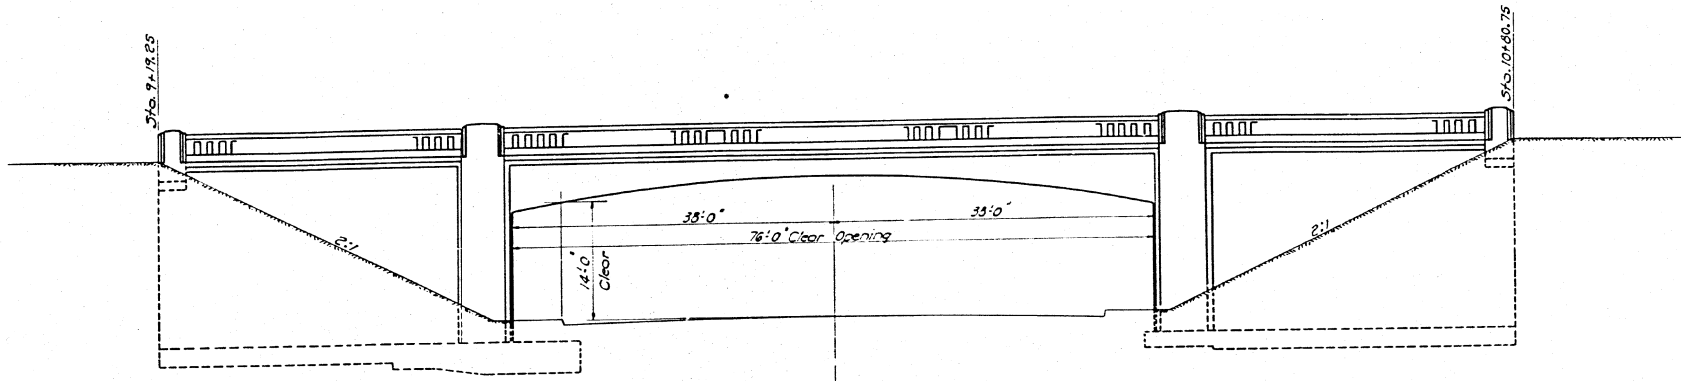 Sta. 9+19.25
Sta. 10+80.75
38'-0"
38'-0"
76'-0" Clear Opening
14'-0"
Clear
2:1
2:1